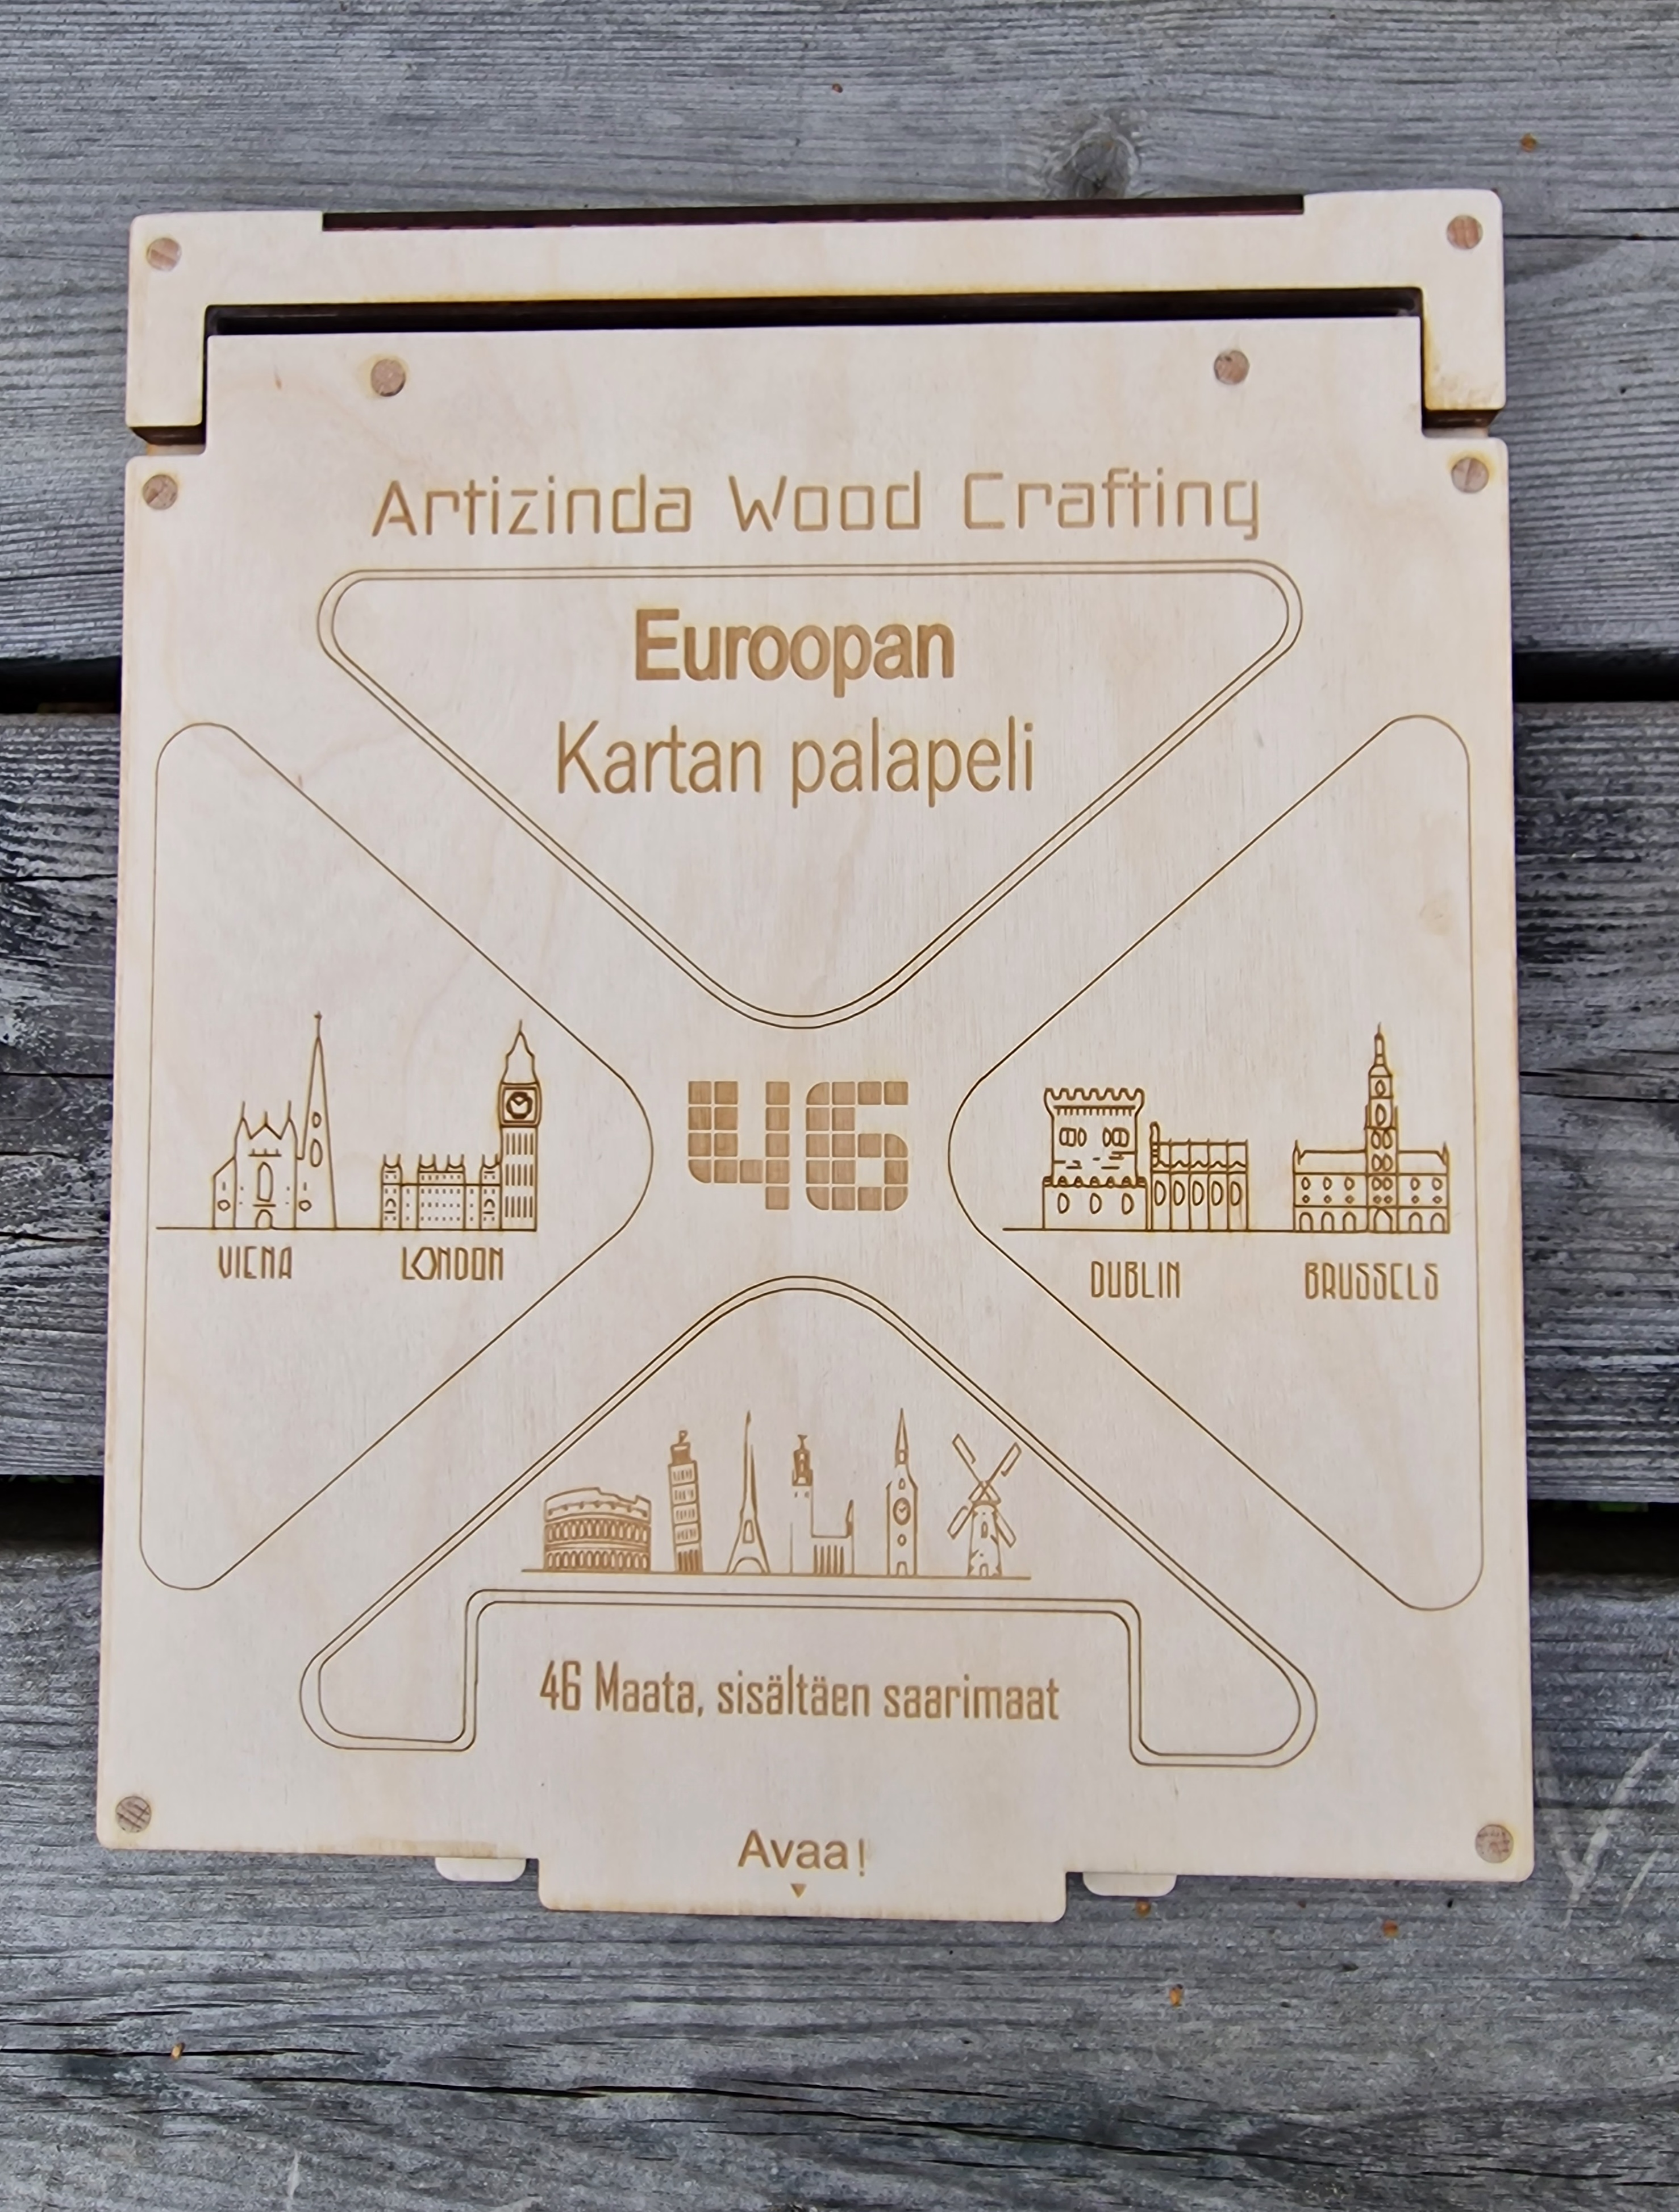 Artizinda Wood Crafting
Euroopan
Kartan palapeli
46
VIENA LONDON
DUBLIN BRUSSELS
46 Maata, sisältäen saarimaat
Avaa!